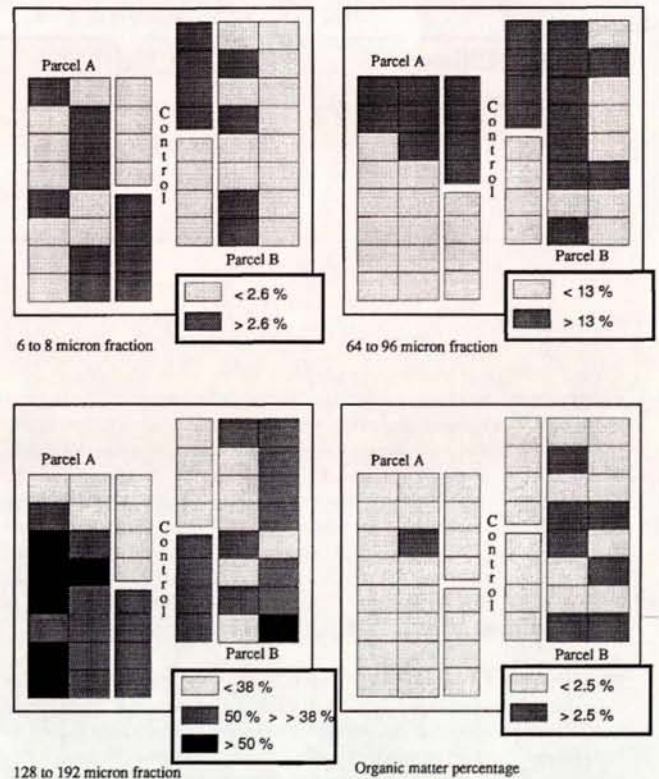 Parcel A
Control
Parcel B
< 2.6 %
> 2.6 %
6 to 8 micron fraction
Parcel A
Control
Parcel B
< 13 %
> 13 %
64 to 96 micron fraction
Parcel A
Control
Parcel B
< 38 %
50 % > > 38 %
> 50 %
128 to 192 micron fraction
Parcel A
Control
Parcel B
< 2.5 %
> 2.5 %
Organic matter percentage